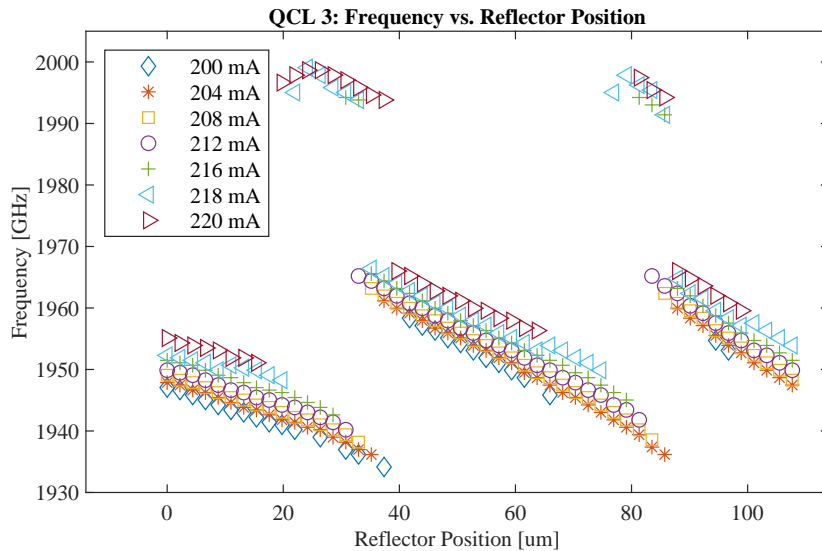 QCL 3: Frequency vs. Reflector Position
2000
1990
1980
1970
1960
1950
1940
1930
Frequency [GHz]
200 mA
204 mA
208 mA
212 mA
216 mA
218 mA
220 mA
0 20 40 60 80 100
Reflector Position [um]